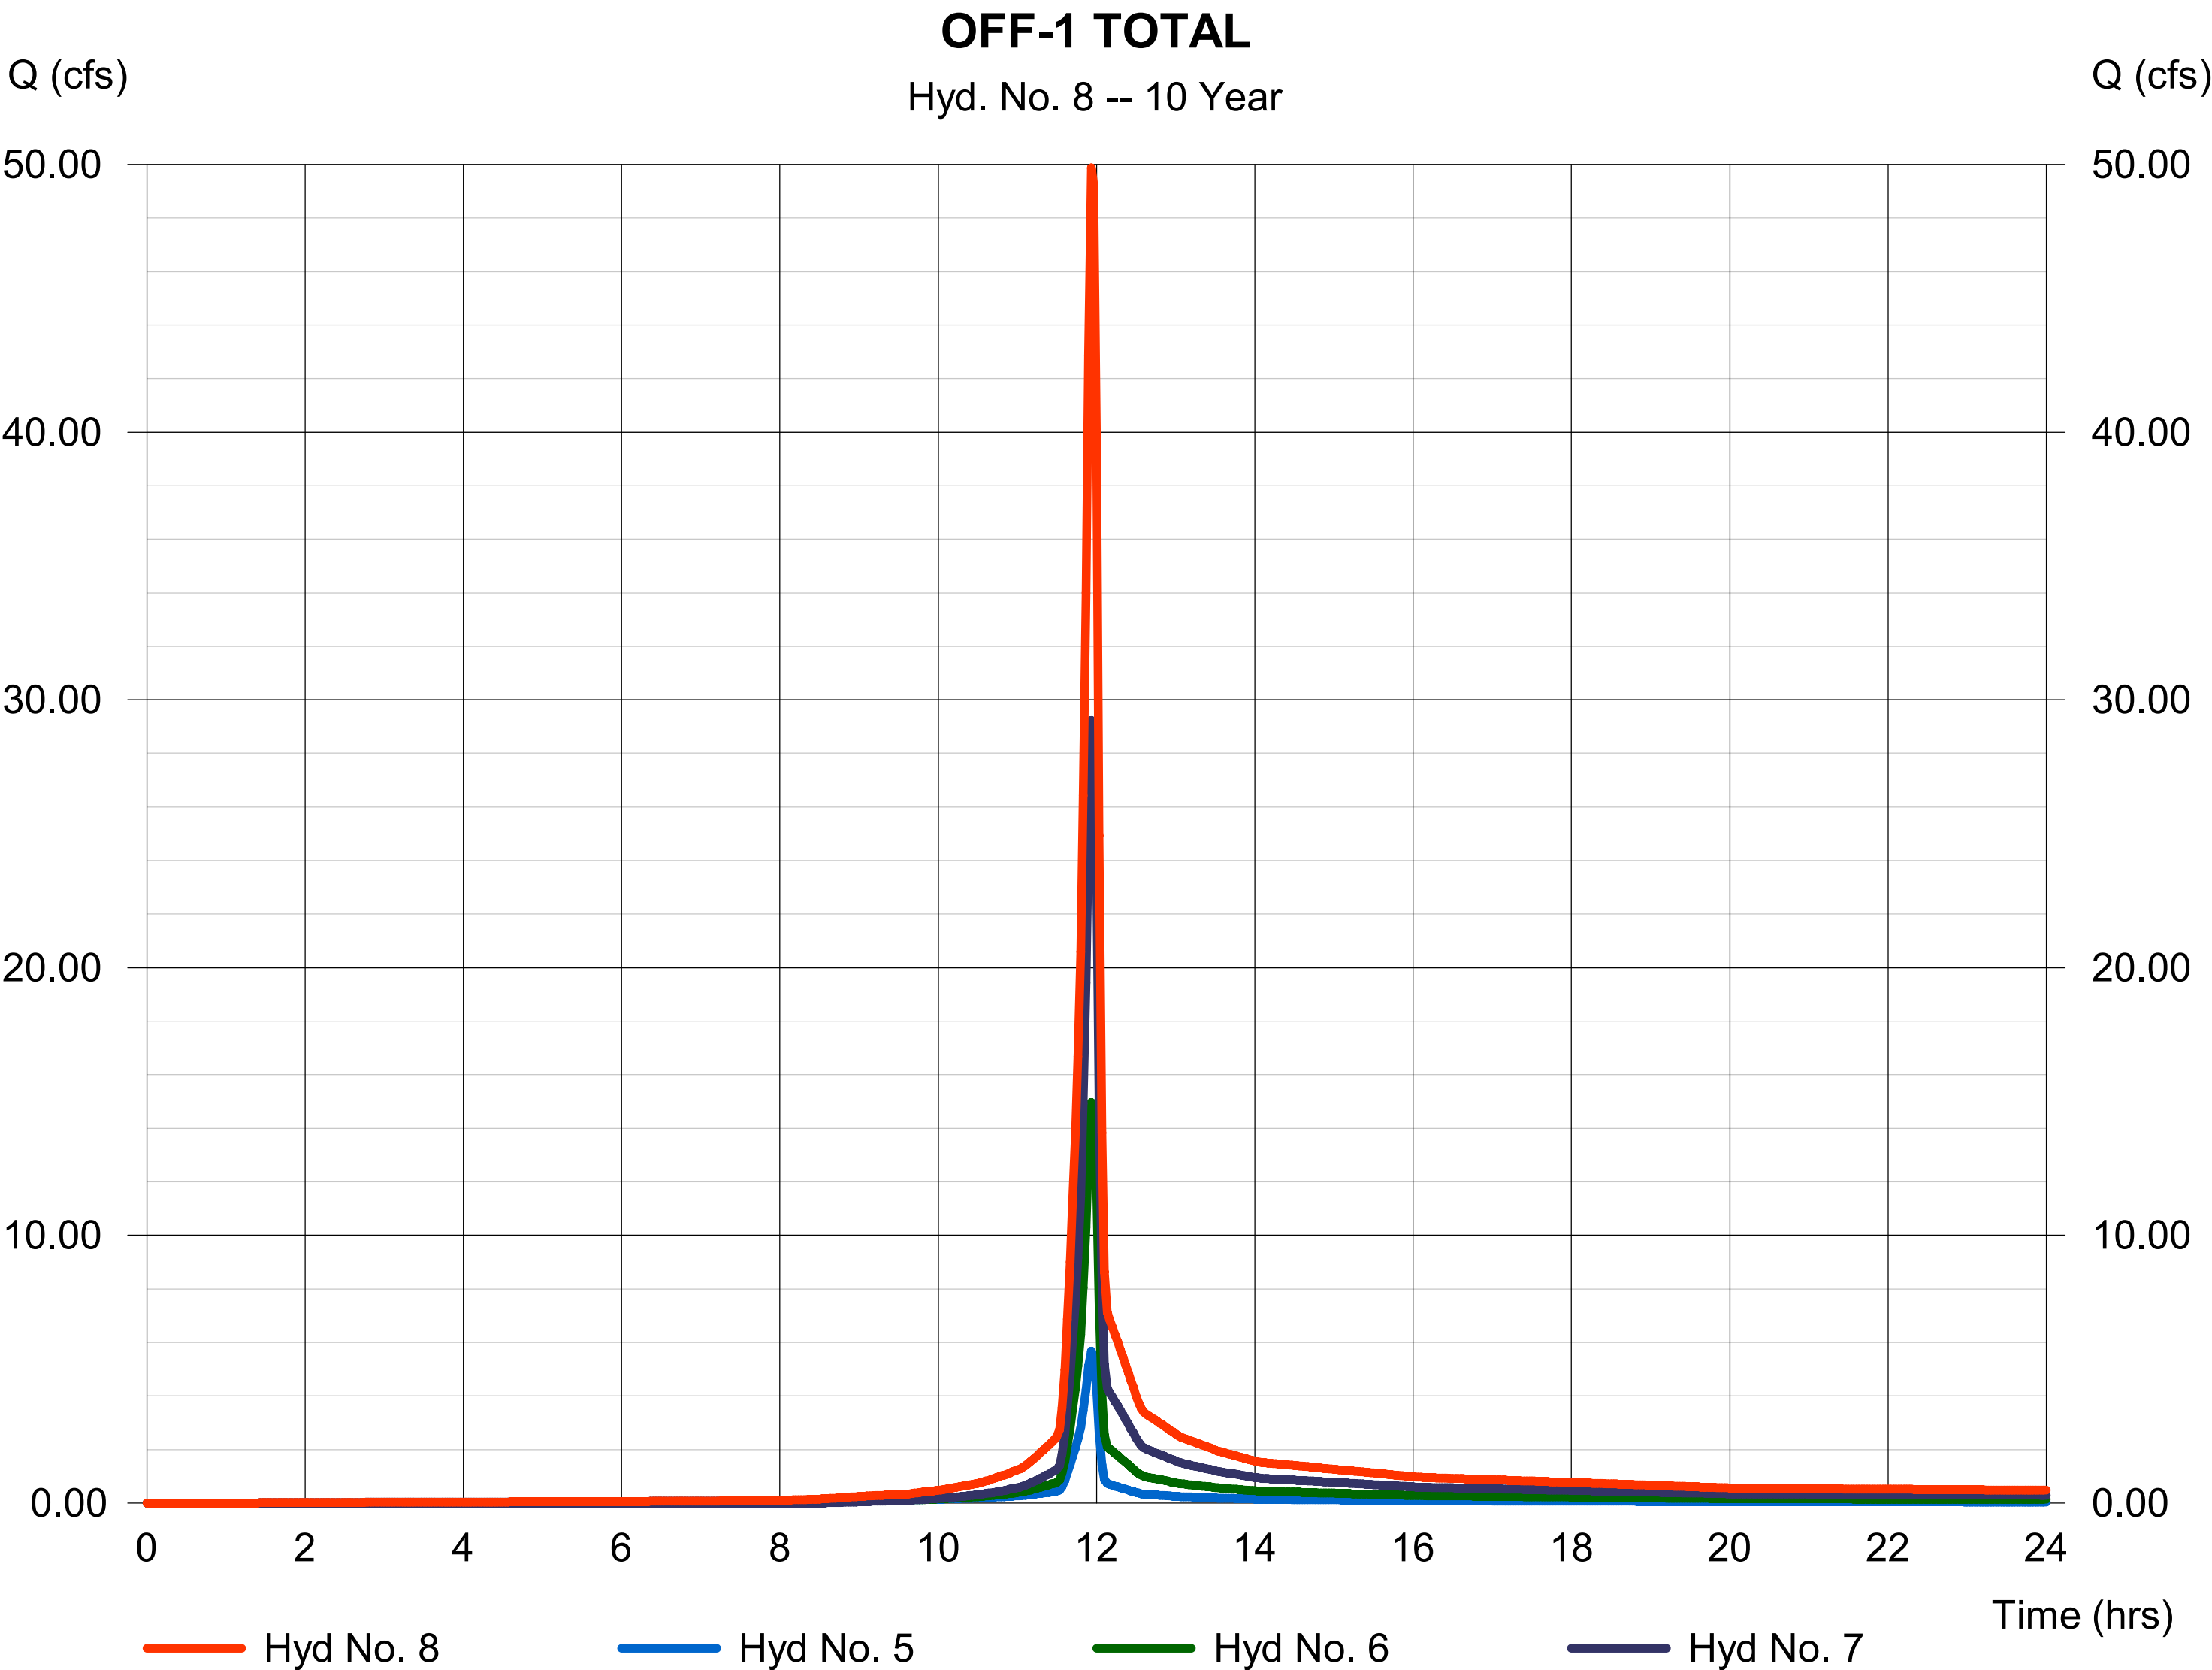 OFF-1 TOTAL
Q (cfs) Q (cfs)
Hyd. No. 8 -- 10 Year
50.00 50.00
40.00 40.00
30.00 30.00
20.00 20.00
10.00 10.00
0.00 0.00
0 2 4 6 8 10 12 14 16 18 20 22 24
Time (hrs)
Hyd No. 8 Hyd No. 5 Hyd No. 6 Hyd No. 7